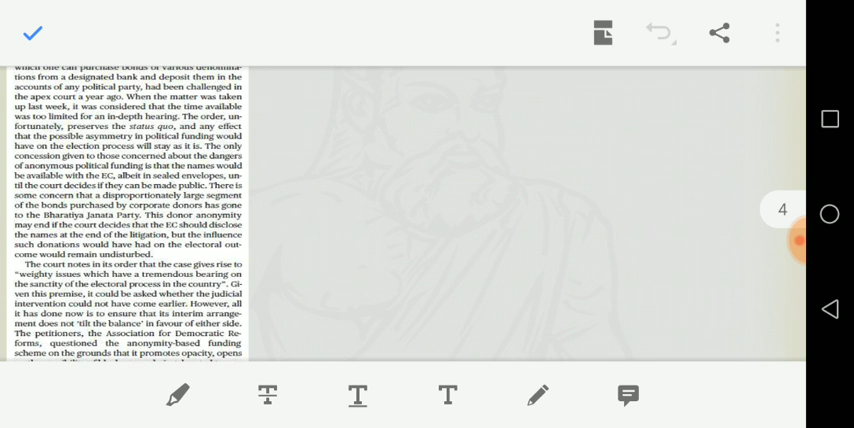 which one can purchase bonds of various denomina-
tions from a designated bank and deposit them in the
accounts of any political party, had been challenged in
the apex court a year ago. When the matter was taken
up last week, it was considered that the time available
was too limited for an in-depth hearing. The order, un-
fortunately, preserves the status quo, and any effect
that the possible asymmetry in political funding would
have on the election process will stay as it is. The only
concession given to those concerned about the dangers
of anonymous political funding is that the names would
be available with the EC, albeit in sealed envelopes, un-
til the court decides if they can be made public. There is
some concern that a disproportionately large segment
of the bonds purchased by corporate donors has gone
to the Bharatiya Janata Party. This donor anonymity
may end if the court decides that the EC should disclose
the names at the end of the litigation, but the influence
such donations would have had on the electoral out-
come would remain undisturbed.
The court notes in its order that the case gives rise to
“weighty issues which have a tremendous bearing on
the sanctity of the electoral process in the country”. Gi-
ven this premise, it could be asked whether the judicial
intervention could not have come earlier. However, all
it has done now is to ensure that its interim arrange-
ment does not ‘tilt the balance’ in favour of either side.
The petitioners, the Association for Democratic Re-
forms, questioned the anonymity-based funding
scheme on the grounds that it promotes opacity, opens
4
T
T
T